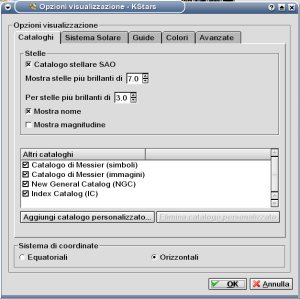 Opzioni visualizzazione - KStars
Opzioni visualizzazione
Cataloghi Sistema Solare Guide Colori Avanzate
Stelle
Catalogo stellare SAO
Mostra stelle più brillanti di 7.0
Per stelle più brillanti di 3.0
Mostra nome
Mostra magnitudine
Altri cataloghi
Catalogo di Messier (simboli)
Catalogo di Messier (immagini)
New General Catalog (NGC)
Index Catalog (IC)
Aggiungi catalogo personalizzato... Elimina catalogo personalizzato
Sistema di coordinate
Equatoriali Orizzontali
OK Annulla